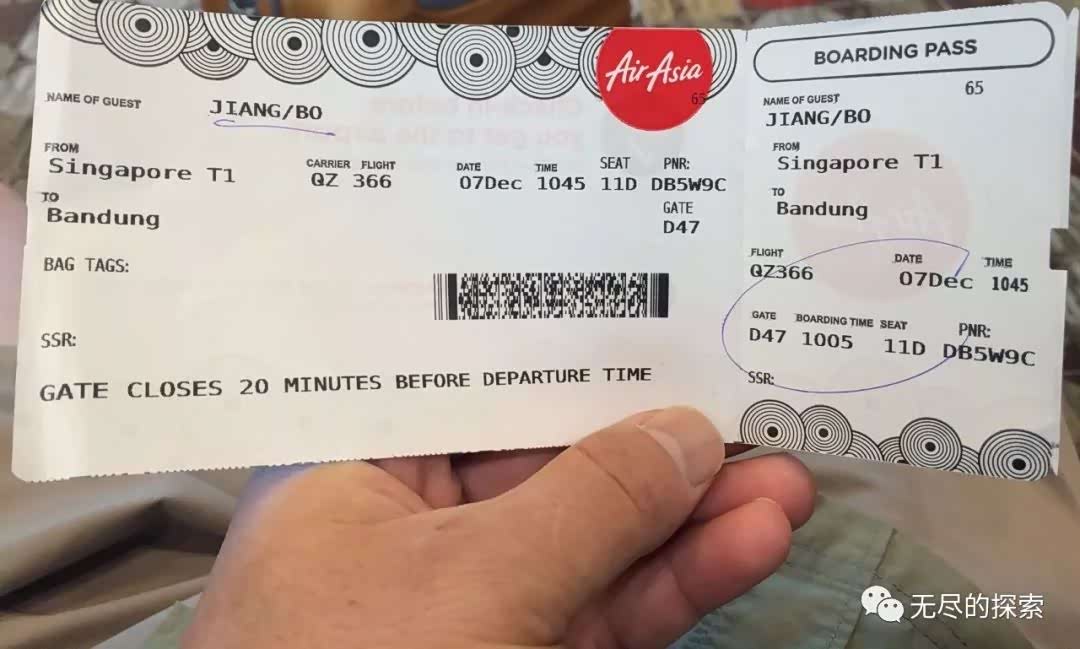 AirAsia
65
NAME OF GUEST JIANG/BO
FROM
Singapore T1
CARRIER FLIGHT DATE TIME SEAT PNR:
QZ 366 07Dec 1045 11D DB5W9C
TO
Bandung
GATE
D47
BAG TAGS:
SSR:
GATE CLOSES 20 MINUTES BEFORE DEPARTURE TIME
BOARDING PASS
65
NAME OF GUEST
JIANG/BO
FROM
Singapore T1
TO
Bandung
FLIGHT DATE TIME
QZ366 07Dec 1045
GATE BOARDING TIME SEAT PNR:
D47 1005 11D DB5W9C
SSR:
无尽的探索